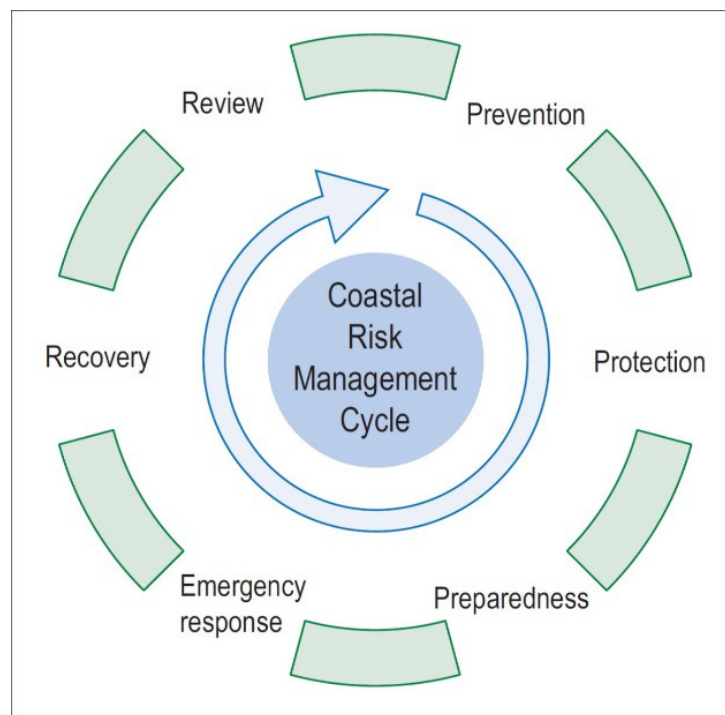 Review
Prevention
Coastal
Risk
Management
Cycle
Recovery
Protection
Emergency
response
Preparedness